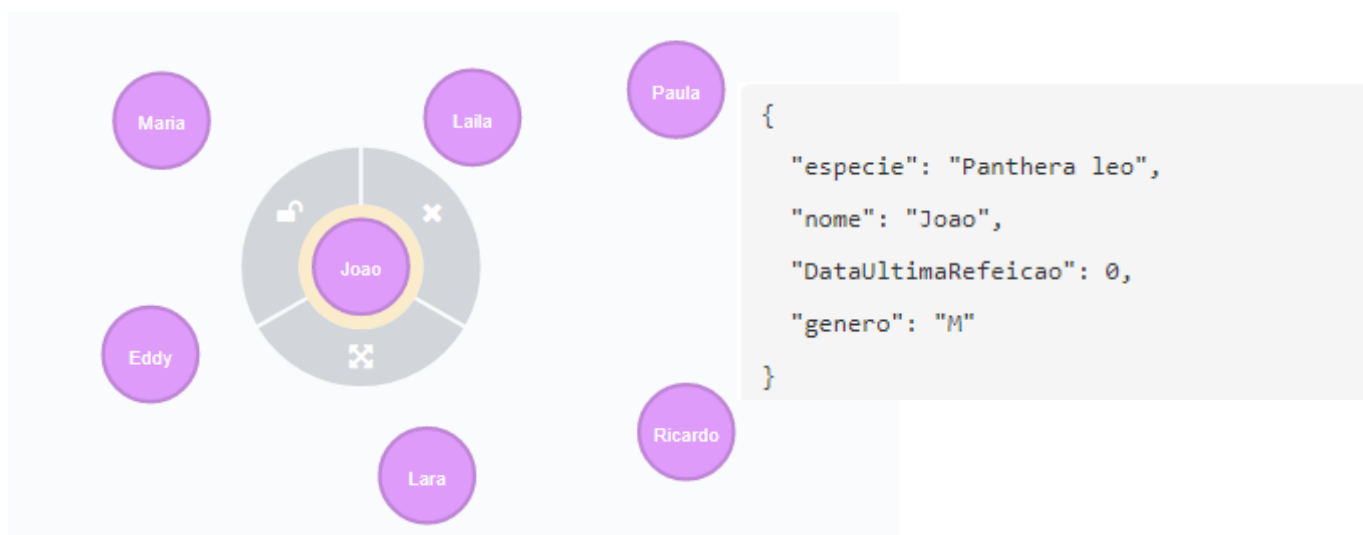 Maria
Laila
Paula
Joao
Eddy
Lara
Ricardo
{
"especie": "Panthera leo",
"nome": "Joao",
"DataUltimaRefeicao": 0,
"genero": "M"
}